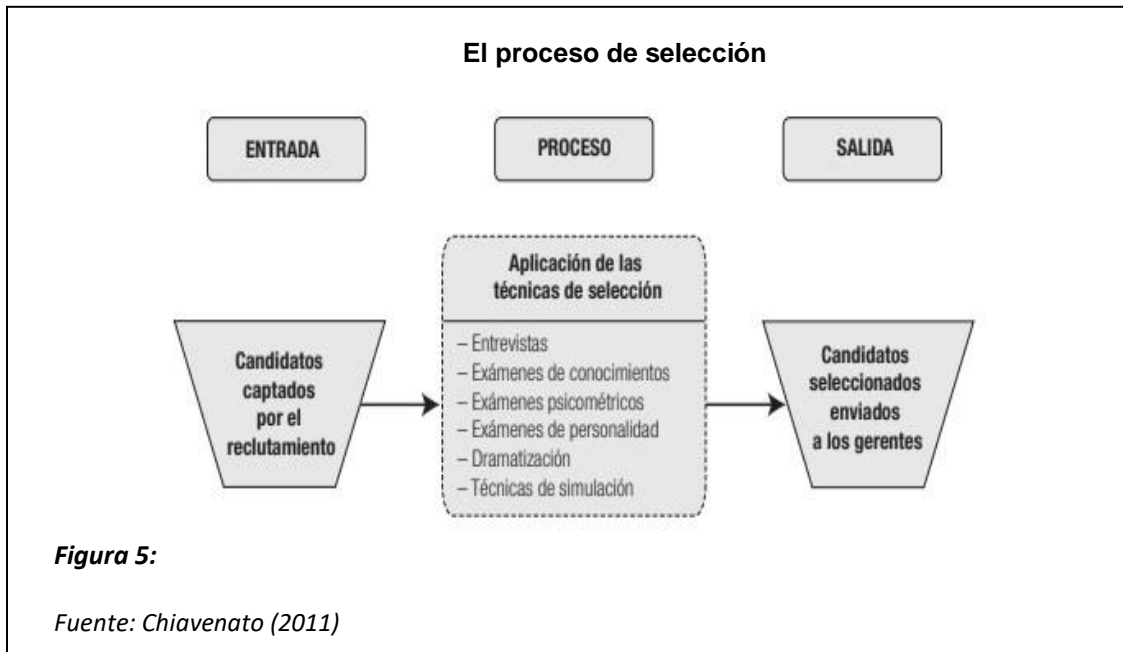 El proceso de selección
ENTRADA
PROCESO
SALIDA
Candidatos
captados
por el
reclutamiento
Aplicación de las
técnicas de selección
– Entrevistas
– Exámenes de conocimientos
– Exámenes psicométricos
– Exámenes de personalidad
– Dramatización
– Técnicas de simulación
Candidatos
seleccionados
enviados
a los gerentes
Figura 5:
Fuente: Chiavenato (2011)